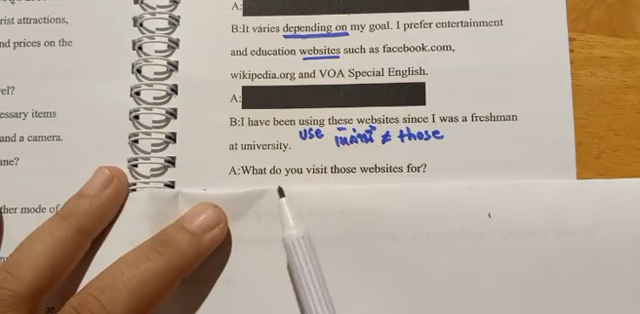 rist attractions,
nd prices on the
el?
essary items
and a camera.
ane?
ther mode of
A:
B:It varies depending on my goal. I prefer entertainment
and education websites such as facebook.com,
wikipedia.org and VOA Special English.
A:
B:I have been using these websites since I was a freshman
use ≠ those
at university.
A:What do you visit those websites for?